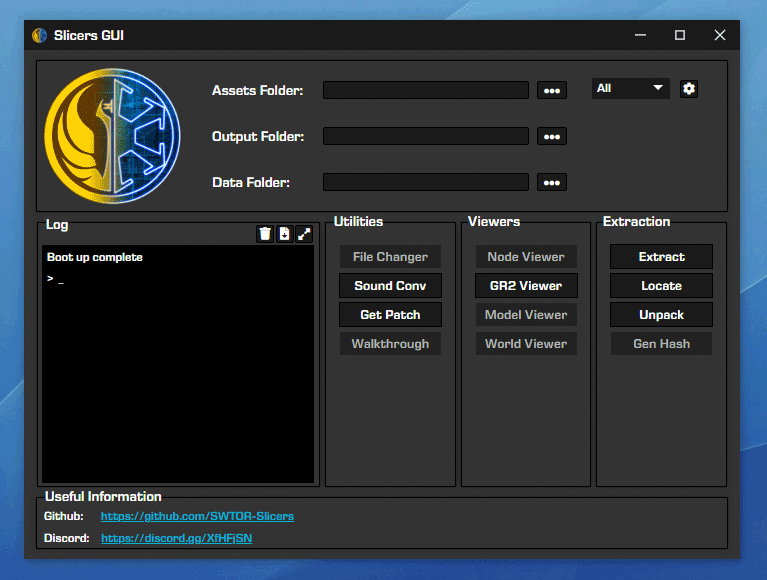 Slicers GUI
Assets Folder:
All
Output Folder:
Data Folder:
Log
Boot up complete
> _
Utilities
File Changer
Sound Conv
Get Patch
Walkthrough
Viewers
Node Viewer
GR2 Viewer
Model Viewer
World Viewer
Extraction
Extract
Locate
Unpack
Gen Hash
Useful Information
Github: https://github.com/SWTOR-Slicers
Discord: https://discord.gg/XfHFjSN